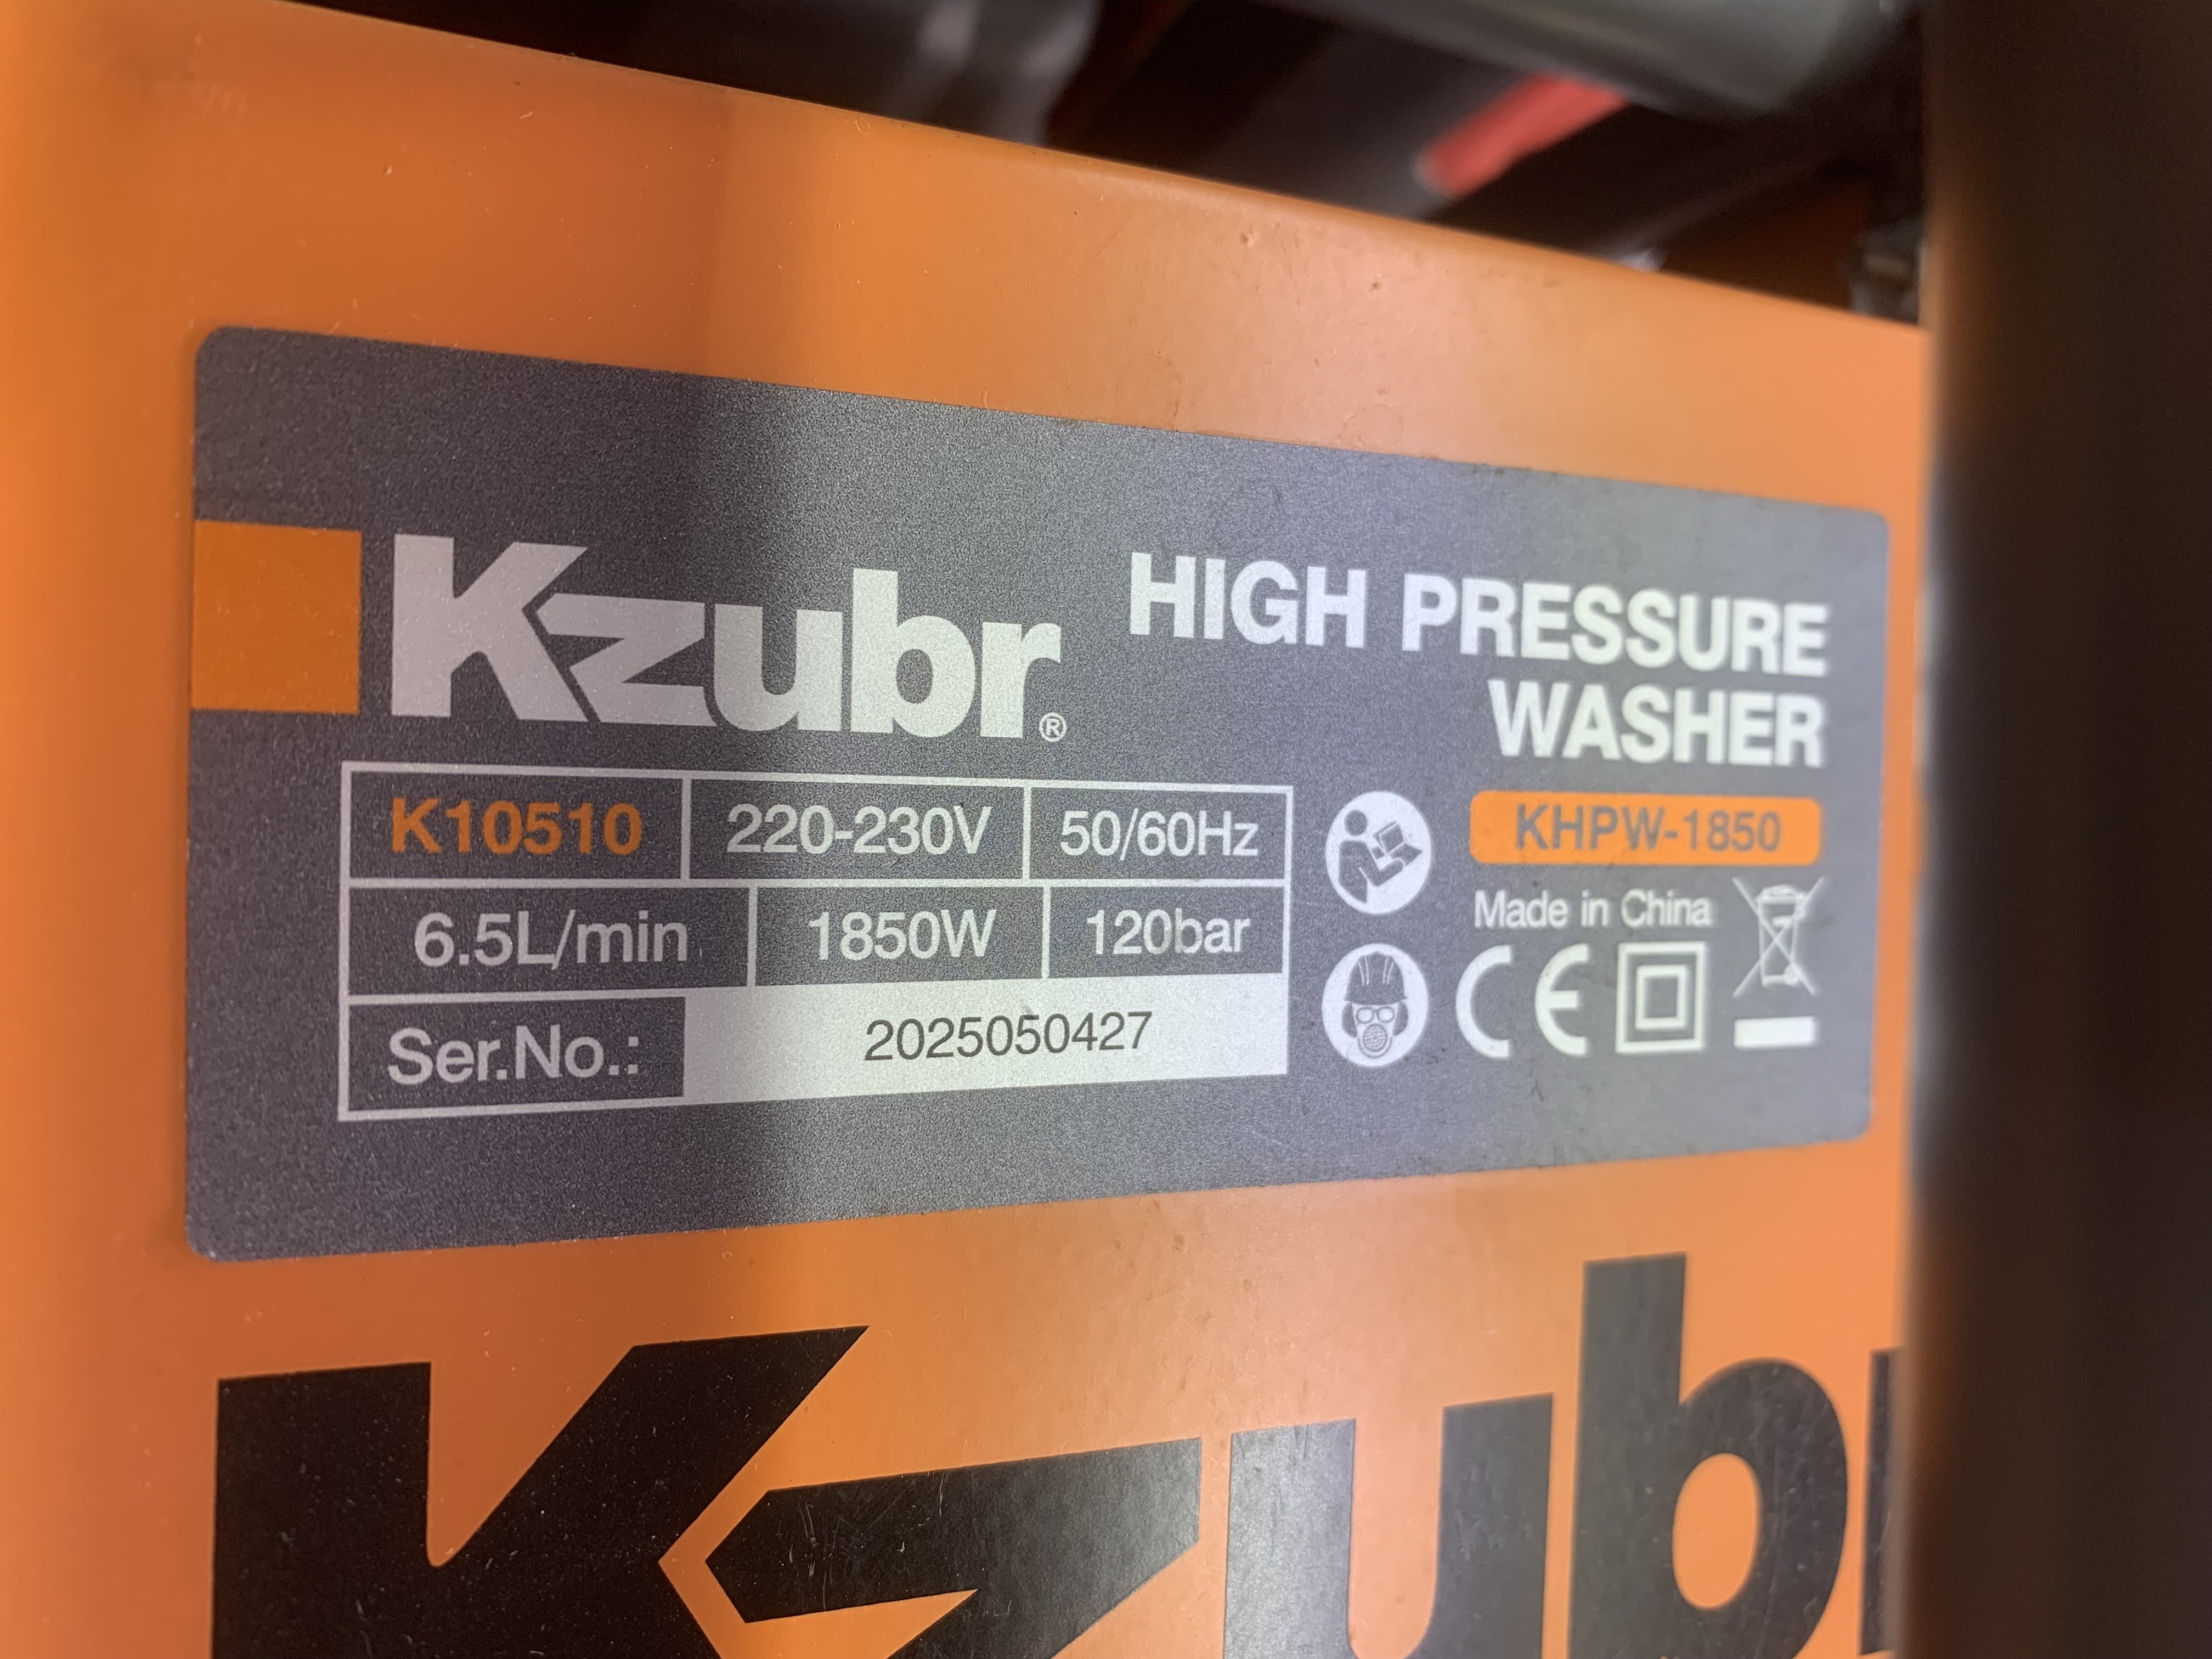 Kzubr®
HIGH PRESSURE
WASHER
K10510 220-230V 50/60Hz
6.5L/min 1850W 120bar
Ser.No.: 2025050427
KHPW-1850
Made in China
CE
Kzubr